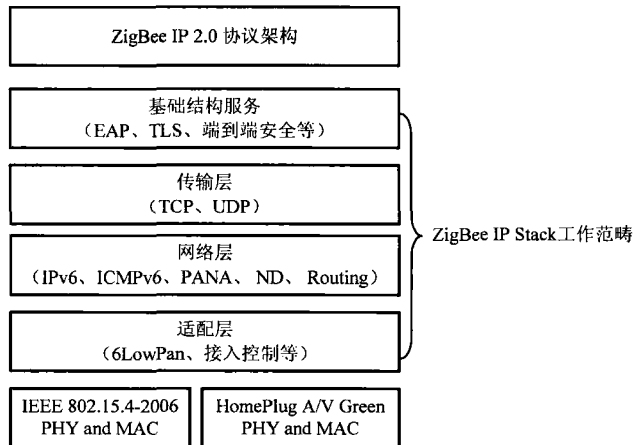 ZigBee IP 2.0 协议架构
基础结构服务
（EAP、TLS、端到端安全等）
传输层
（TCP、UDP）
网络层
（IPv6、ICMPv6、PANA、ND、Routing）
适配层
（6LowPan、接入控制等）
ZigBee IP Stack工作范畴
IEEE 802.15.4-2006
PHY and MAC
HomePlug A/V Green
PHY and MAC